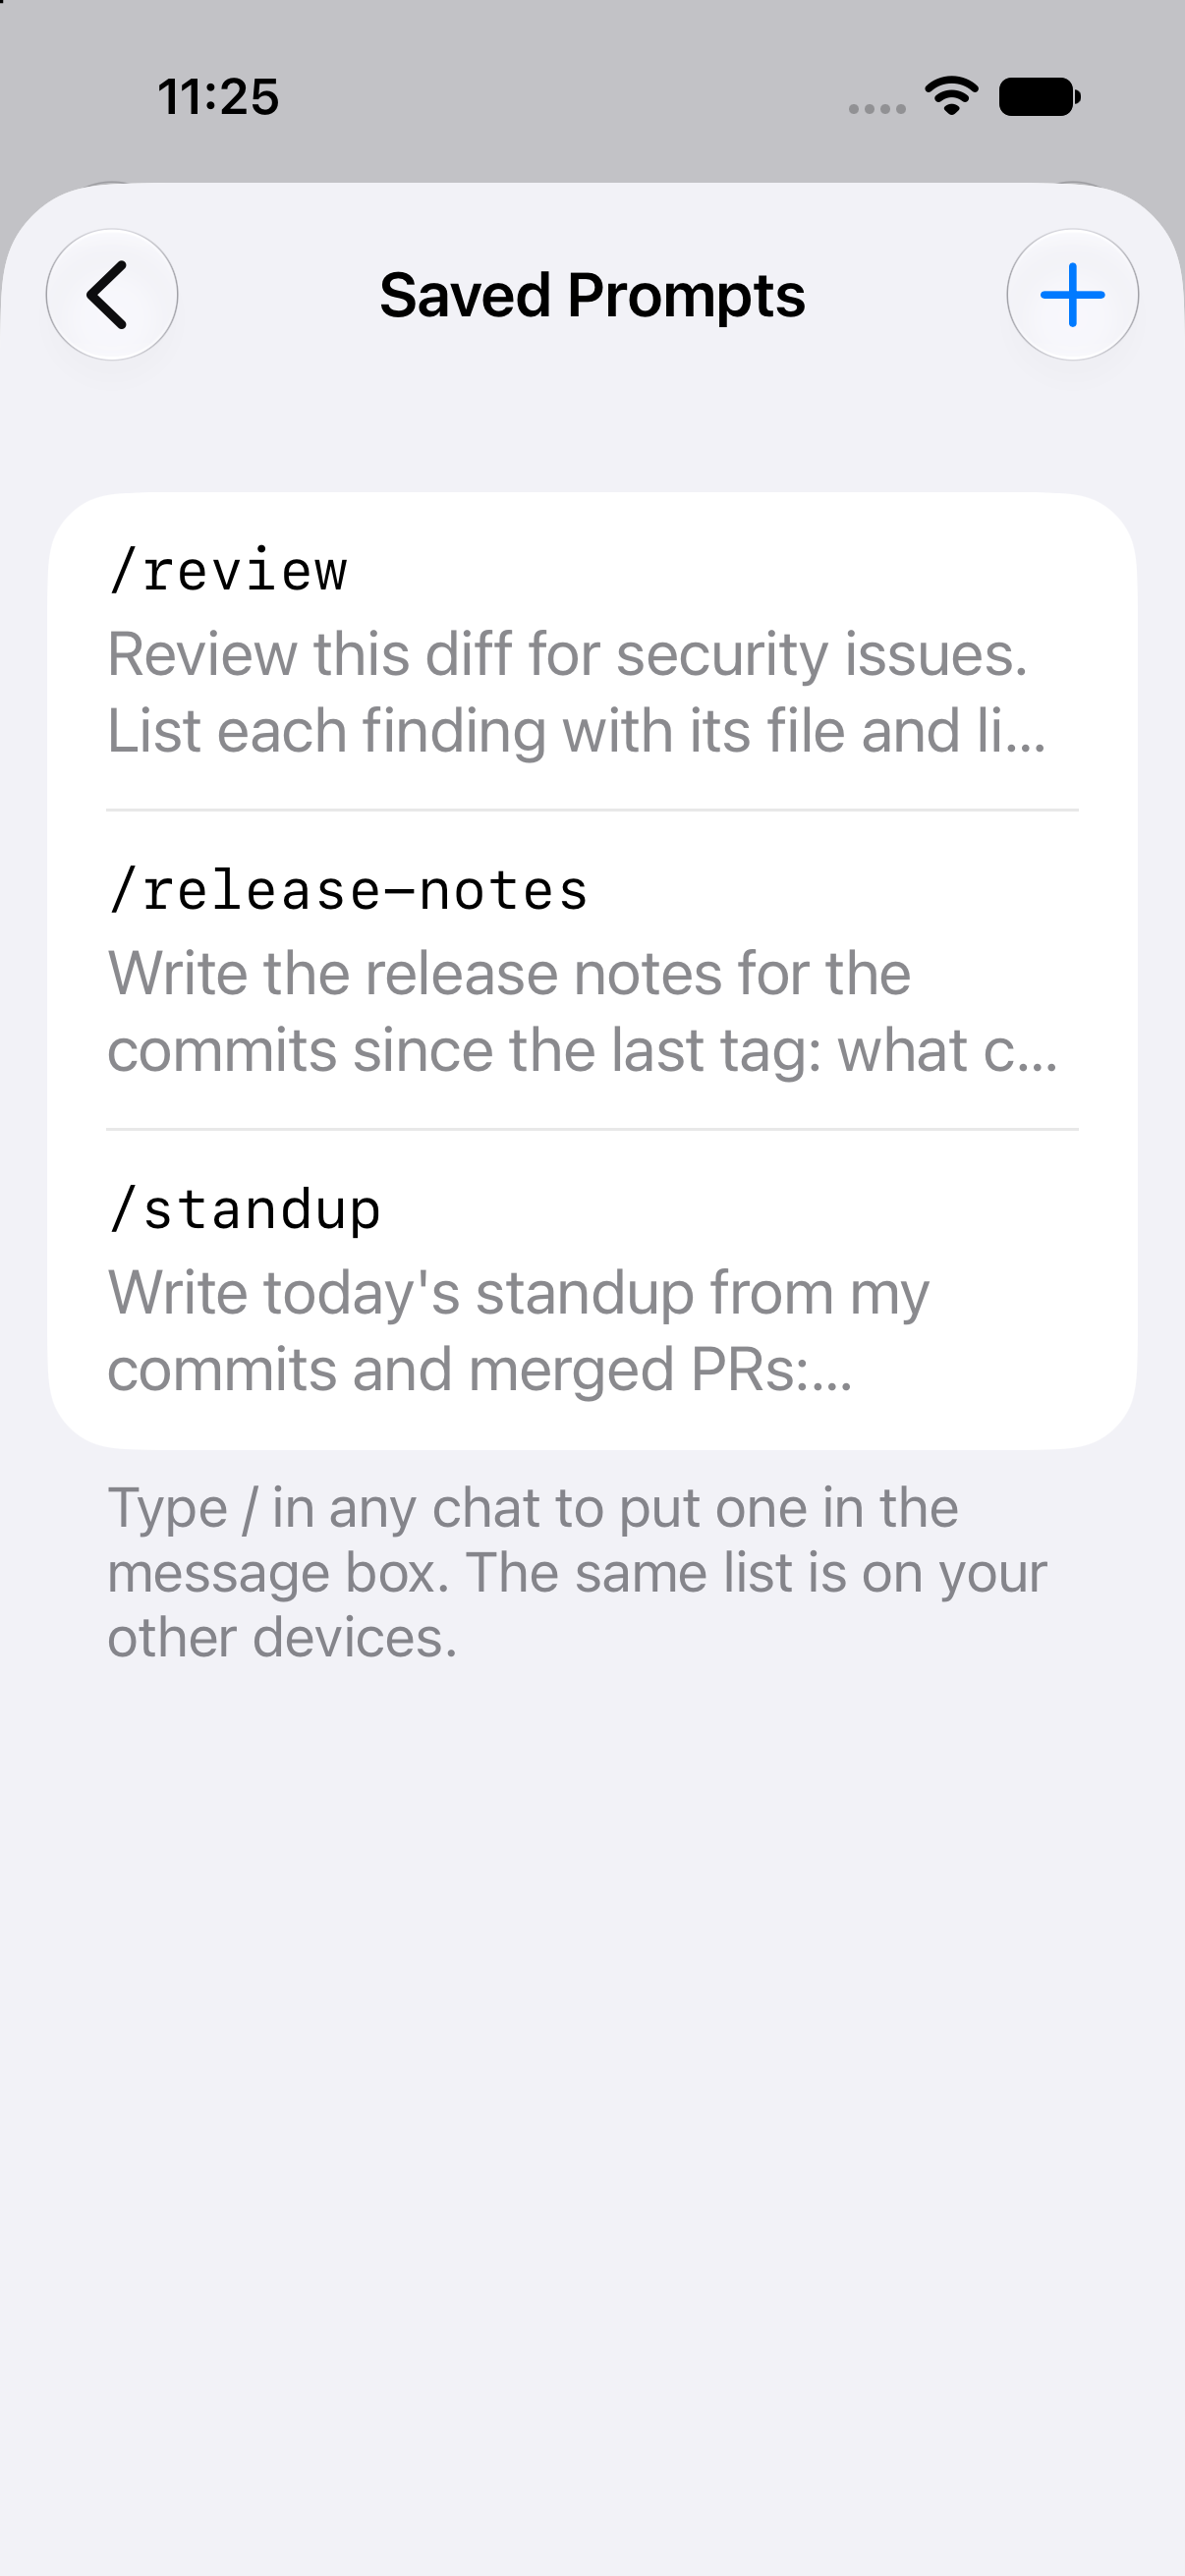 11:25
Saved Prompts
/review
Review this diff for security issues.
List each finding with its file and li...
/release-notes
Write the release notes for the
commits since the last tag: what c...
/standup
Write today's standup from my
commits and merged PRs:...
Type / in any chat to put one in the
message box. The same list is on your
other devices.